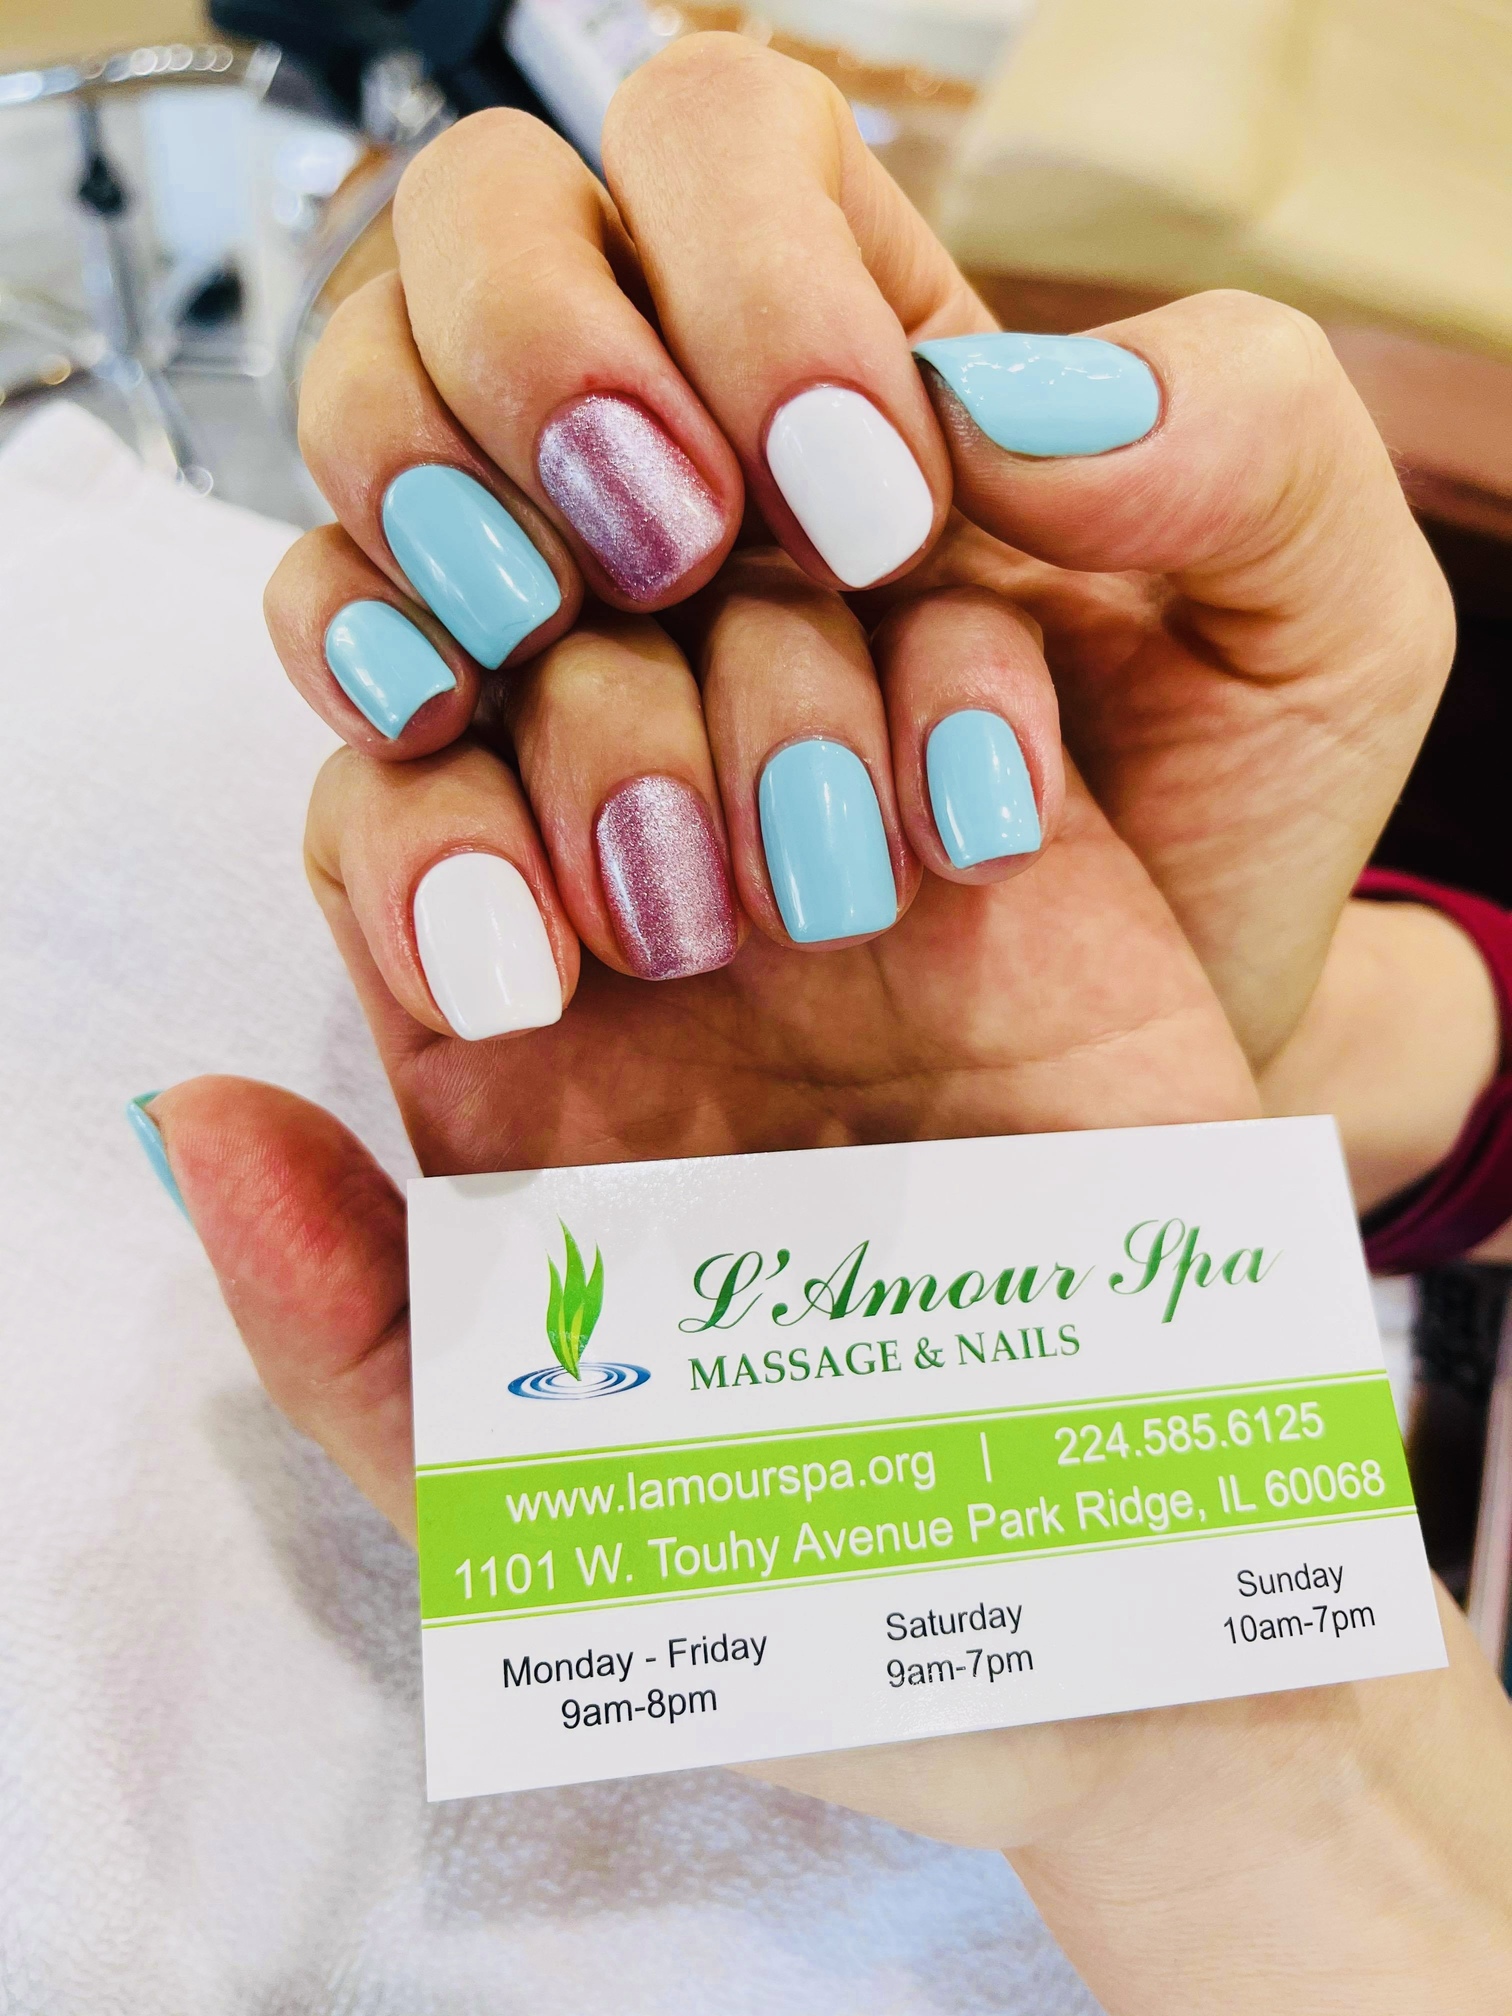 L'Amour Spa
MASSAGE & NAILS
www.lamourspa.org | 224.585.6125
1101 W. Touhy Avenue Park Ridge, IL 60068
Monday - Friday
9am-8pm
Saturday
9am-7pm
Sunday
10am-7pm